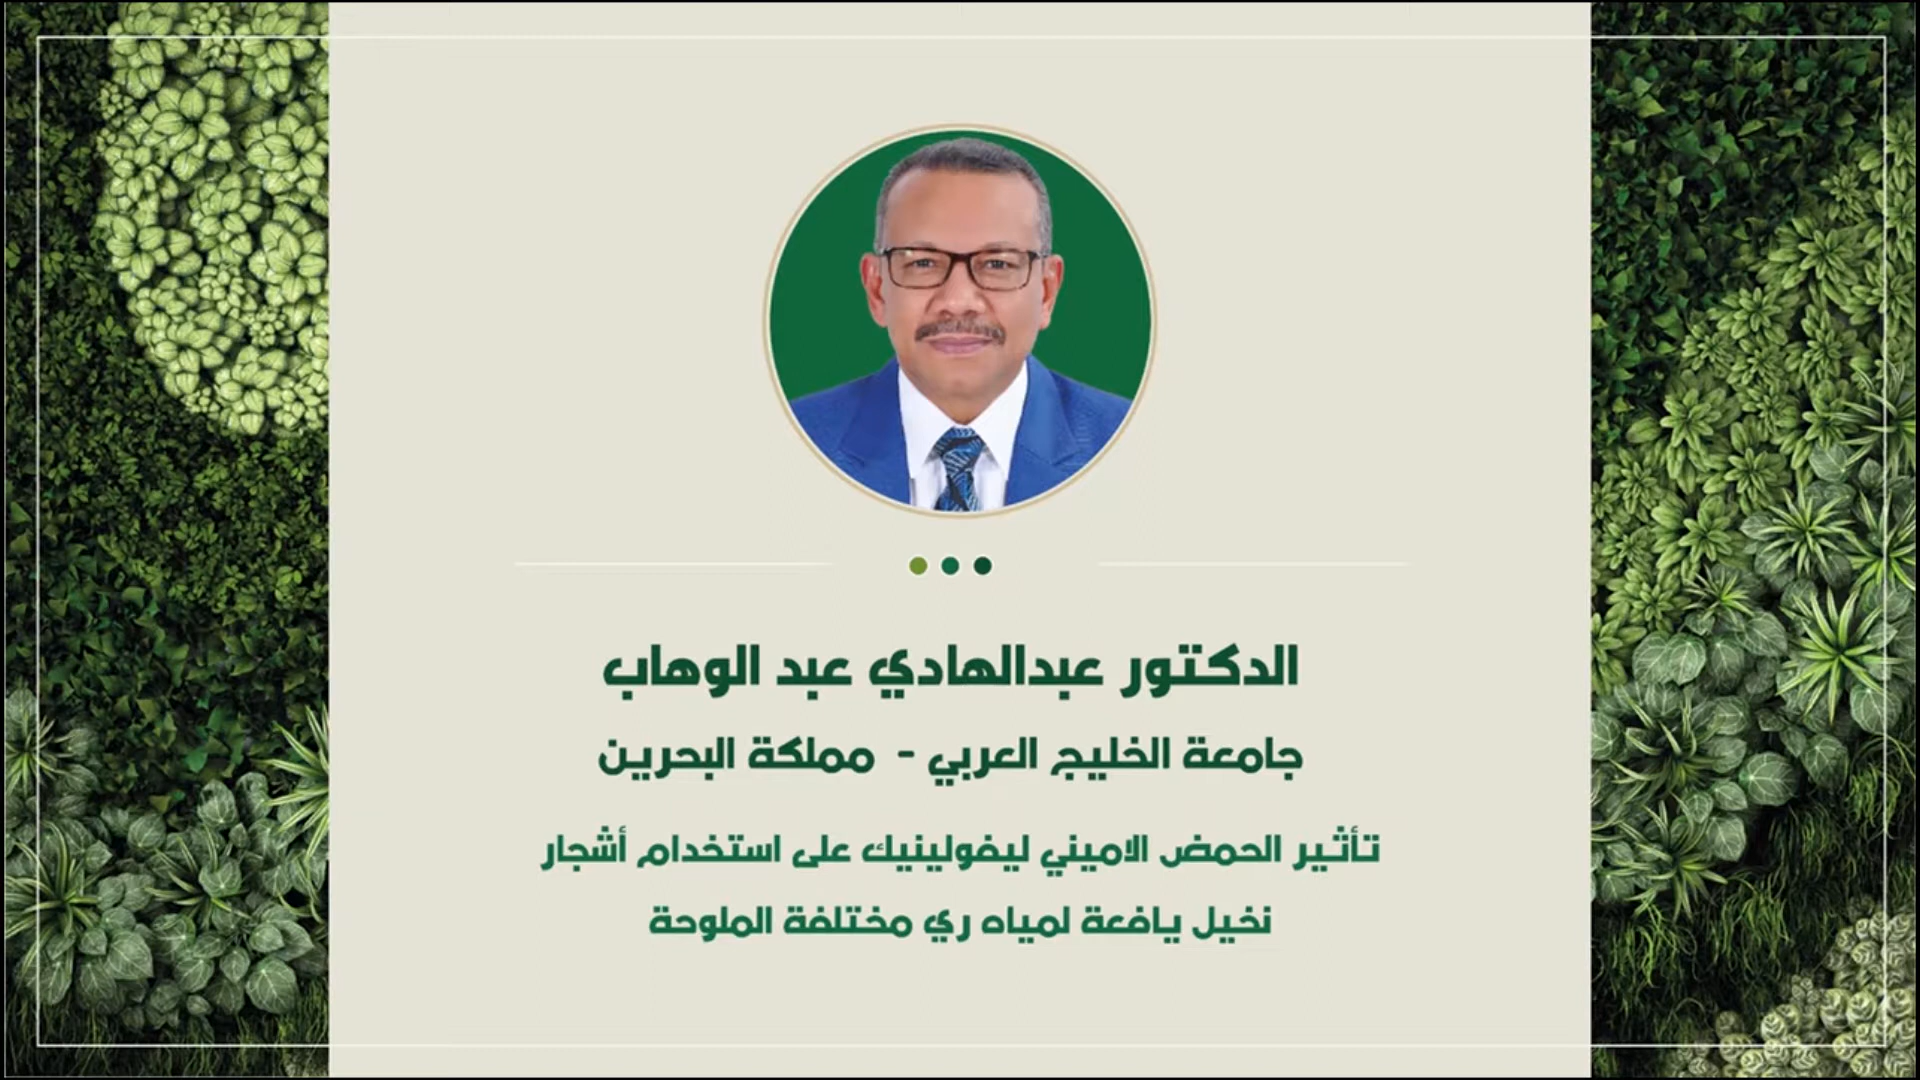 الدكتور عبدالهادي عبد الوهاب
جامعة الخليج العربي - مملكة البحرين
تأثير الحمض الاميني ليفولينيك على استخدام أشجار
نخيل يافعة لمياه ري مختلفة الملوحة